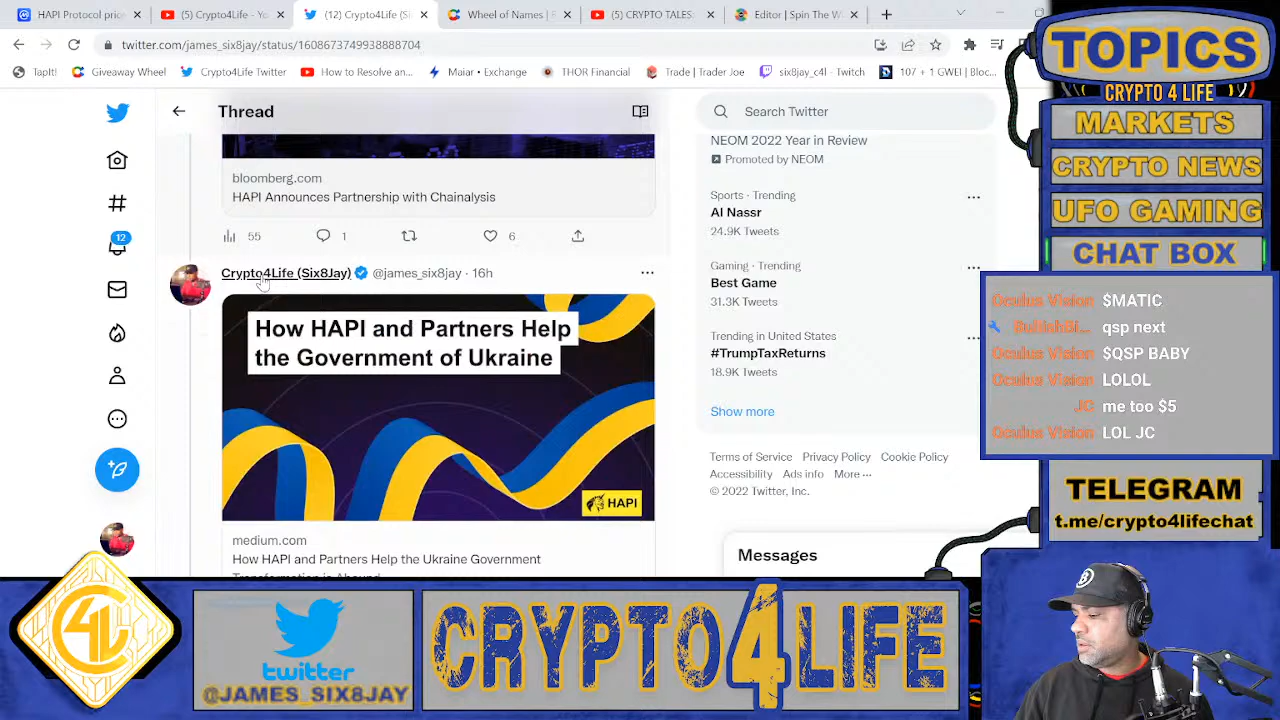 HAPI Protocol pric
(5) Crypto4Life - Yo
(12) Crypto4Life (Si
Wheel of Names | R
(5) CRYPTO TALES
Editor | Spin The W
twitter.com/james_six8jay/status/1608673749938888704
TapIt!
Giveaway Wheel
Crypto4Life Twitter
How to Resolve an...
Maiar • Exchange
THOR Financial
Trade | Trader Joe
six8jay_c4l - Twitch
107 + 1 GWEI | Bloc...
Thread
Search Twitter
bloomberg.com
HAPI Announces Partnership with Chainalysis
55
1
6
12
Crypto4Life (Six8Jay) @james_six8jay · 16h
How HAPI and Partners Help
the Government of Ukraine
HAPI
medium.com
How HAPI and Partners Help the Ukraine Government
Transformation is Abound
NEOM 2022 Year in Review
Promoted by NEOM
Sports · Trending
Al Nassr
24.9K Tweets
Gaming · Trending
Best Game
31.3K Tweets
Trending in United States
#TrumpTaxReturns
18.9K Tweets
Show more
Terms of Service Privacy Policy Cookie Policy
Accessibility Ads info More ···
© 2022 Twitter, Inc.
Messages
TOPICS
CRYPTO 4 LIFE
MARKETS
CRYPTO NEWS
UFO GAMING
CHAT BOX
Oculus Vision $MATIC
qsp next
Oculus Vision $QSP BABY
Oculus Vision LOLOL
JC me too $5
Oculus Vision LOL JC
TELEGRAM
t.me/crypto4lifechat
C4L
twitter
@JAMES_SIX8JAY
CRYPTO4LIFE